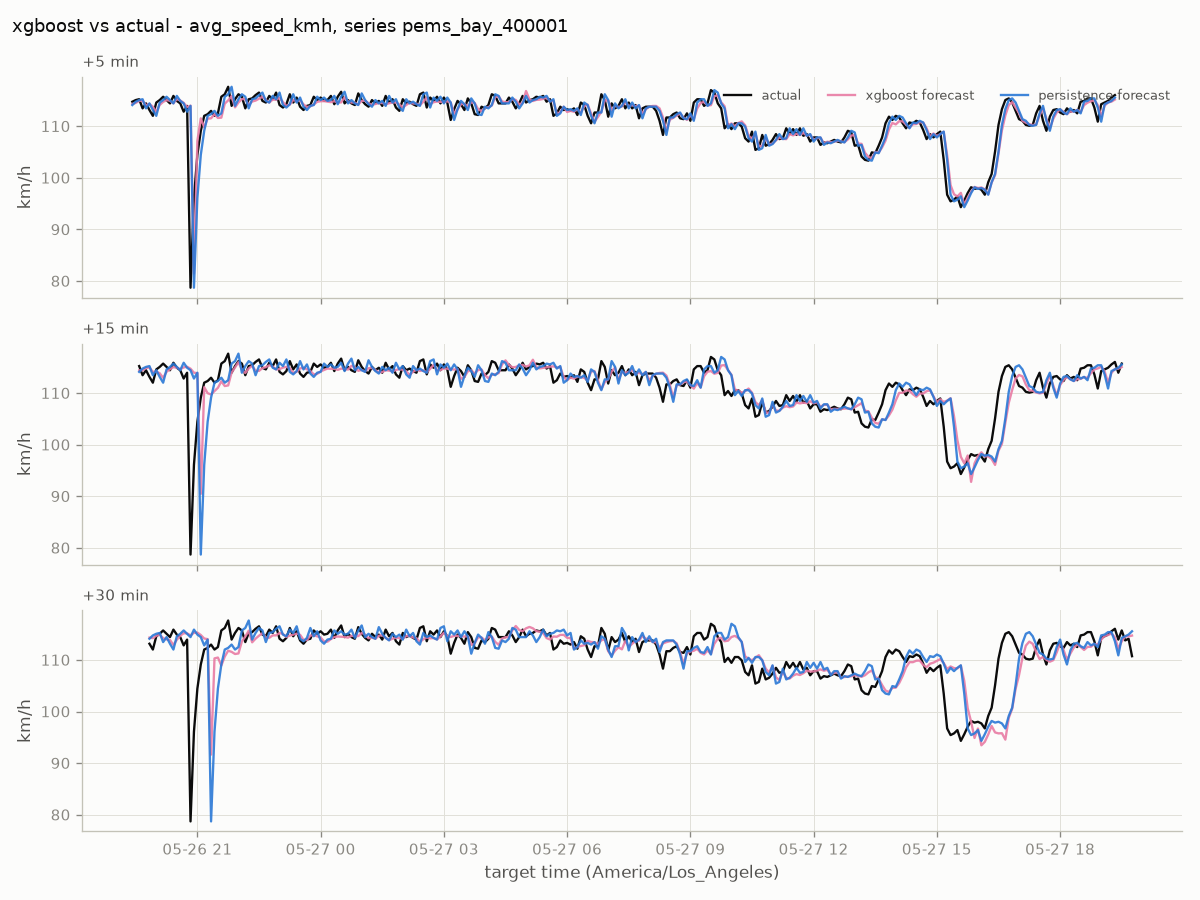 xgboost vs actual - avg_speed_kmh, series pems_bay_400001
+5 min
actual
xgboost forecast
persistence forecast
km/h
110
100
90
80
+15 min
km/h
110
100
90
80
+30 min
km/h
110
100
90
80
05-26 21
05-27 00
05-27 03
05-27 06
05-27 09
05-27 12
05-27 15
05-27 18
target time (America/Los_Angeles)